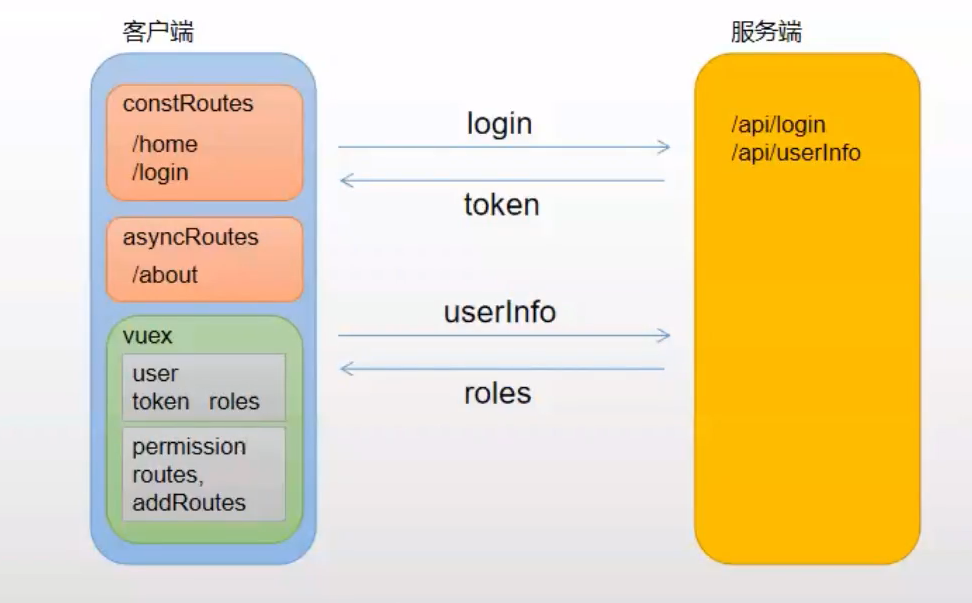 客户端
服务端
constRoutes
/home
/login
asyncRoutes
/about
vuex
user
token roles
permission
routes,
addRoutes
login
token
userInfo
roles
/api/login
/api/userInfo